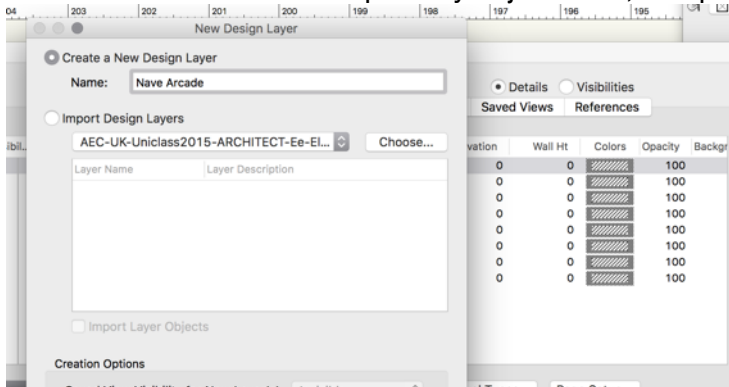 04 203 202 201 200 199 198 197 196 195
New Design Layer
Create a New Design Layer
Name: Nave Arcade
Details Visibilities
Saved Views References
Import Design Layers
AEC-UK-Uniclass2015-ARCHITECT-Ee-El... Choose...
Layer Name Layer Description
Wall Ht Colors Opacity
0 0 100
0 0 100
0 0 100
0 0 100
0 0 100
0 0 100
0 0 100
0 0 100
Import Layer Objects
Creation Options